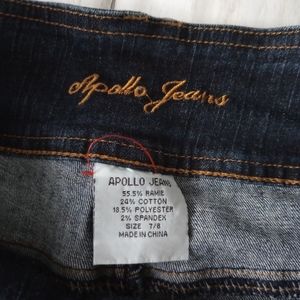 Apollo Jeans
APOLLO JEANS
55.5% RAMIE
24% COTTON
18.5% POLYESTER
2% SPANDEX
SIZE 7/8
MADE IN CHINA